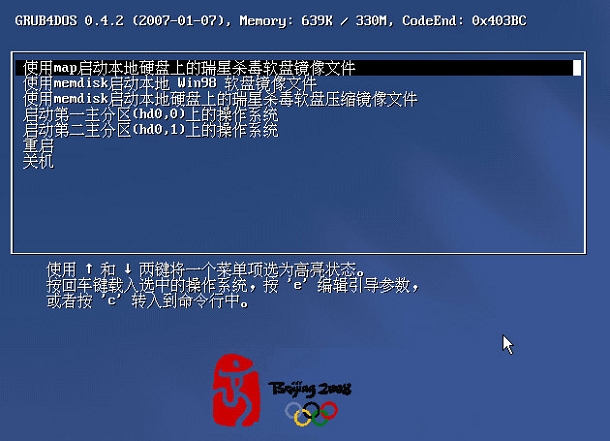 GRUB4DOS 0.4.2 (2007-01-07), Memory: 639K / 330M, CodeEnd: 0x403BC
使用map启动本地硬盘上的瑞星杀毒软盘镜像文件
使用memdisk启动本地 Win98 软盘镜像文件
使用memdisk启动本地硬盘上的瑞星杀毒软盘压缩镜像文件
启动第一主分区(hd0,0)上的操作系统
启动第二主分区(hd0,1)上的操作系统
重启
关机
使用 ↑ 和 ↓ 两键将一个菜单项选为高亮状态。
按回车键载入选中的操作系统，按 'e' 编辑引导参数，
或者按 'c' 转入到命令行中。
Beijing 2008